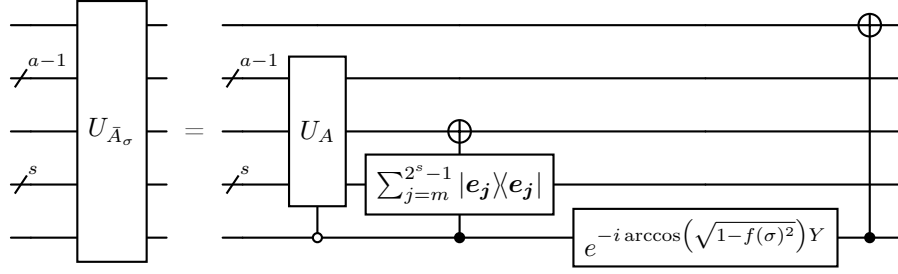 a−1
a−1
U_{Ā_σ} = U_A
s
s
∑_{j=m}^{2^s−1} |e_j⟩⟨e_j|
e^{−i arccos(√(1−f(σ)^2))Y}